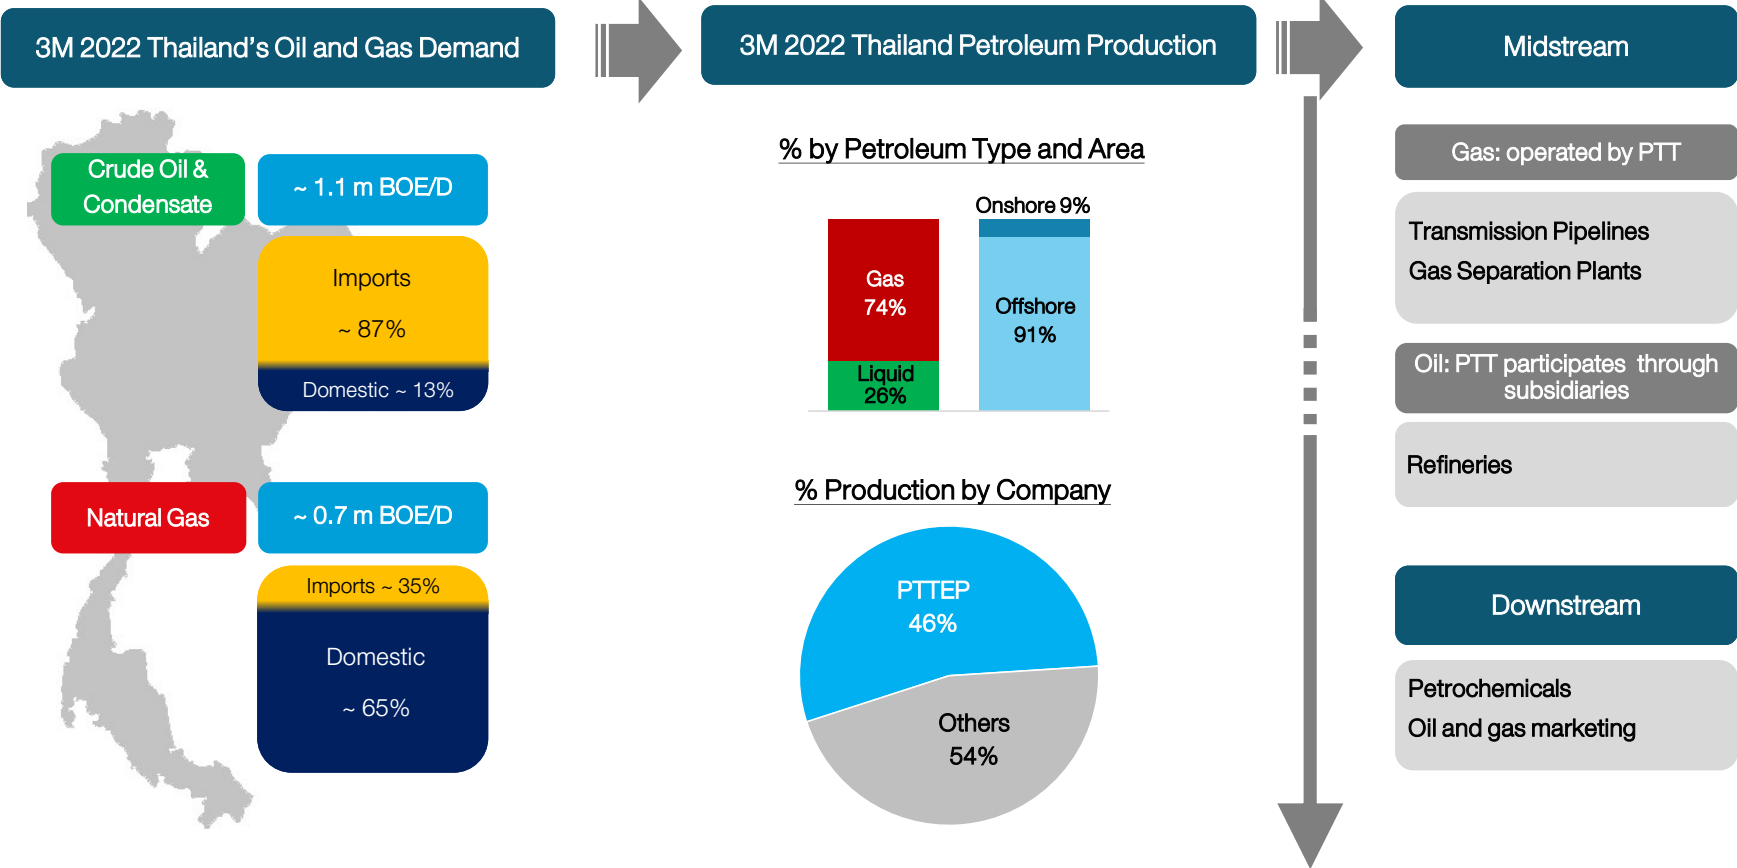 3M 2022 Thailand’s Oil and Gas Demand
Crude Oil &
Condensate
~ 1.1 m BOE/D
Imports
~ 87%
Domestic ~ 13%
Natural Gas
~ 0.7 m BOE/D
Imports ~ 35%
Domestic
~ 65%
3M 2022 Thailand Petroleum Production
% by Petroleum Type and Area
Gas
74%
Liquid
26%
Onshore 9%
Offshore
91%
% Production by Company
PTTEP
46%
Others
54%
Midstream
Gas: operated by PTT
Transmission Pipelines
Gas Separation Plants
Oil: PTT participates through
subsidiaries
Refineries
Downstream
Petrochemicals
Oil and gas marketing